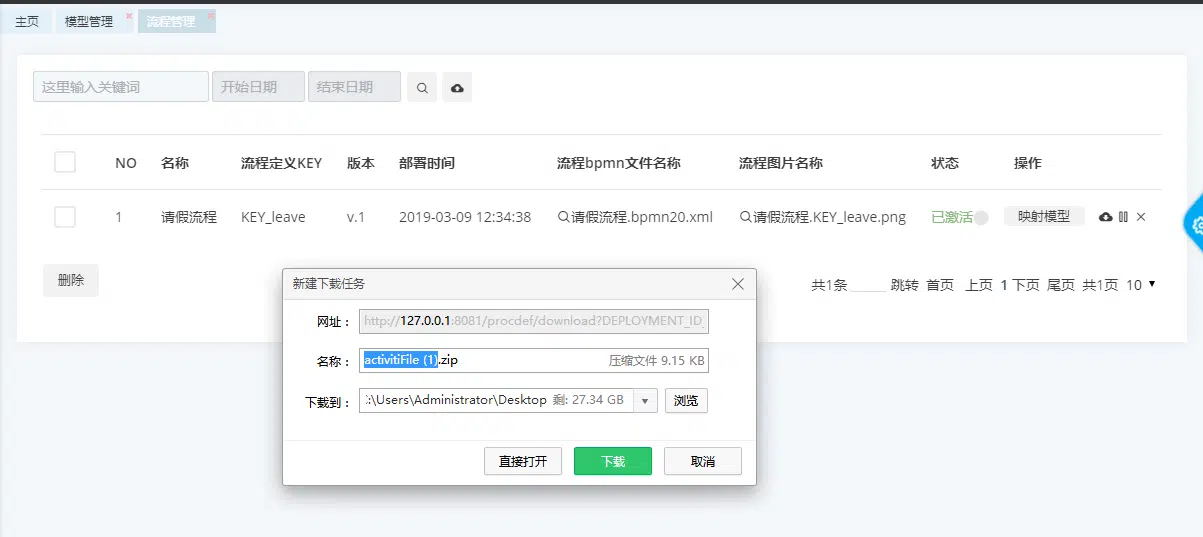 主页 模型管理 流程管理
这里输入关键词 开始日期 结束日期
NO 名称 流程定义KEY 版本 部署时间 流程bpmn文件名称 流程图片名称 状态 操作
1 请假流程 KEY_leave v.1 2019-03-09 12:34:38 请假流程.bpmn20.xml 请假流程.KEY_leave.png 已激活 映射模型
删除 共1条 跳转 首页 上页 1 下页 尾页 共1页 10
新建下载任务
网址： http://127.0.0.1:8081/procdef/download?DEPLOYMENT_ID
名称： activitiFile (1).zip 压缩文件 9.15 KB
下载到： :\Users\Administrator\Desktop 剩: 27.34 GB 浏览
直接打开 下载 取消